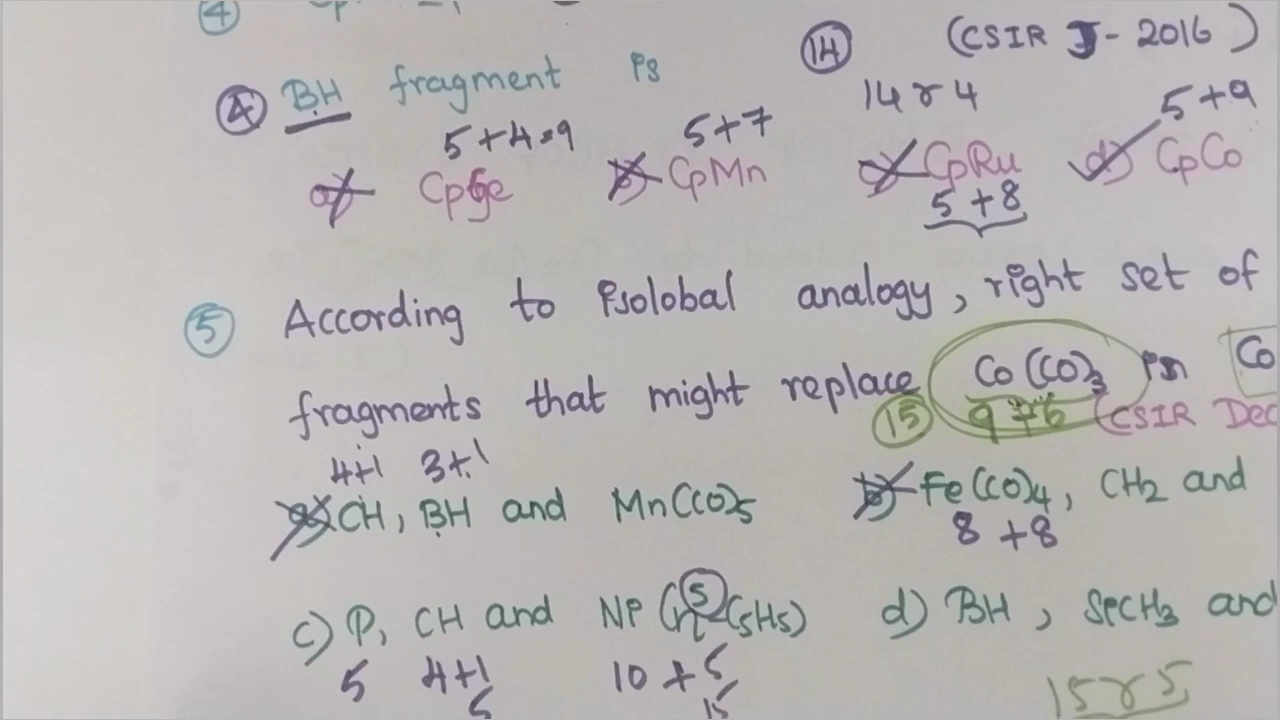 ④
④ BH fragment is ⑭ (CSIR J - 2016)
14 or 4
5+4=9 5+7 5+9
a) CpGe b) CpMn c) CpRu d) CpCo
5+8
⑤ According to isolobal analogy, right set of
fragments that might replace Co(CO)3 in Co
⑮ 9+6 (CSIR Dec
4+1 3+1
a) CH, BH and Mn(CO)5 b) Fe(CO)4, CH2 and
8+8
c) P, CH and Ni(η5C5H5) d) BH, SiCH3 and
5 4+1 10+5
5 15 15 or 5